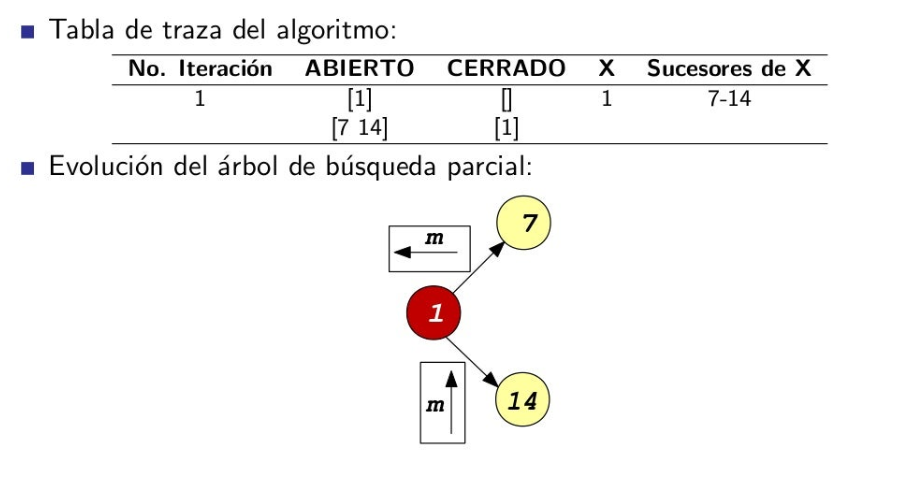 Tabla de traza del algoritmo:
No. Iteración ABIERTO CERRADO X Sucesores de X
1 [1] [] 1 7-14
[7 14] [1]
Evolución del árbol de búsqueda parcial:
7
m
1
m
14